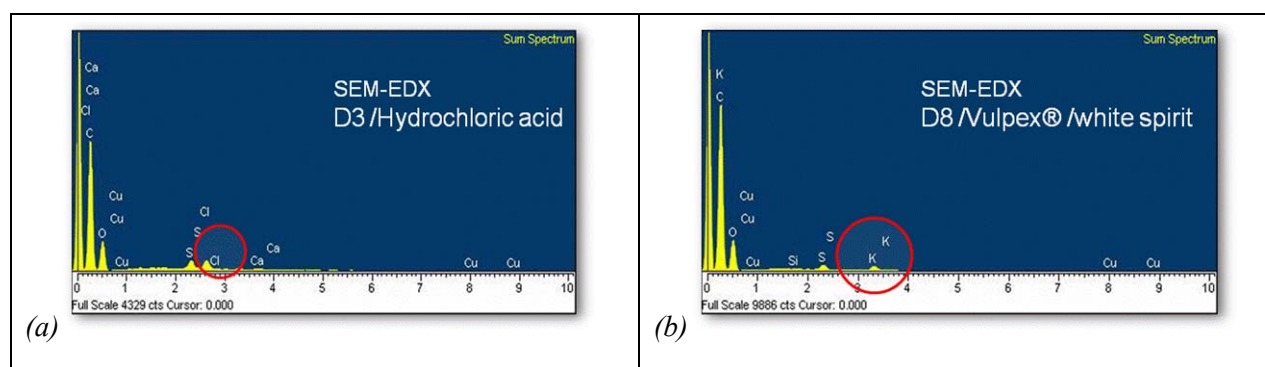 Sum Spectrum
SEM-EDX
D3 /Hydrochloric acid
Ca
Ca
Cl
C
O
Cu
Cu
Cu
S
S
Cl
Cl
Ca
Ca
Cu
Cu
0 1 2 3 4 5 6 7 8 9 10
Full Scale 4329 cts Cursor: 0.000
(a)
Sum Spectrum
SEM-EDX
D8 /Vulpex® /white spirit
K
C
O
Cu
Cu
Cu
Si
S
S
K
K
Cu
Cu
0 1 2 3 4 5 6 7 8 9 10
Full Scale 9886 cts Cursor: 0.000
(b)